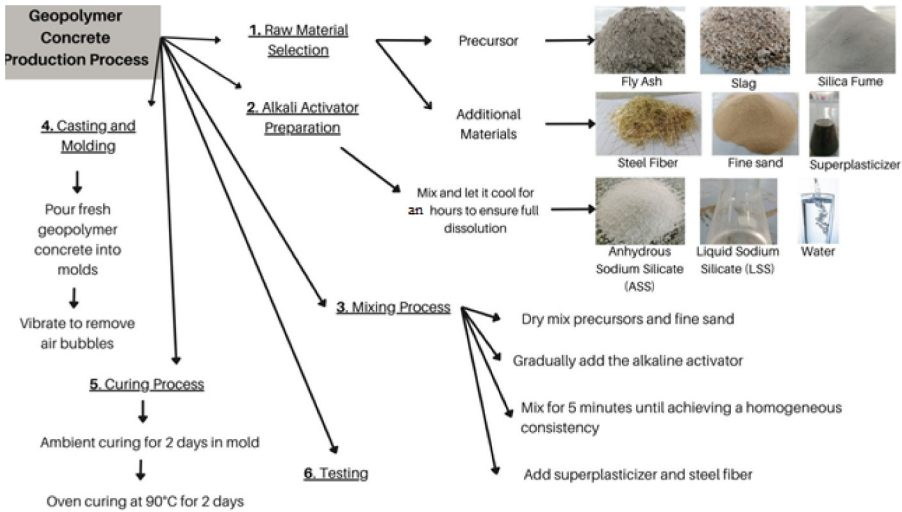 Geopolymer
Concrete
Production Process
1. Raw Material
Selection
Precursor
Fly Ash
Slag
Silica Fume
Additional
Materials
Steel Fiber
Fine sand
Superplasticizer
2. Alkali Activator
Preparation
Mix and let it cool for
an hours to ensure full
dissolution
Anhydrous
Sodium Silicate
(ASS)
Liquid Sodium
Silicate (LSS)
Water
3. Mixing Process
Dry mix precursors and fine sand
Gradually add the alkaline activator
Mix for 5 minutes until achieving a homogeneous
consistency
Add superplasticizer and steel fiber
4. Casting and
Molding
Pour fresh
geopolymer
concrete into
molds
Vibrate to remove
air bubbles
5. Curing Process
Ambient curing for 2 days in mold
Oven curing at 90°C for 2 days
6. Testing